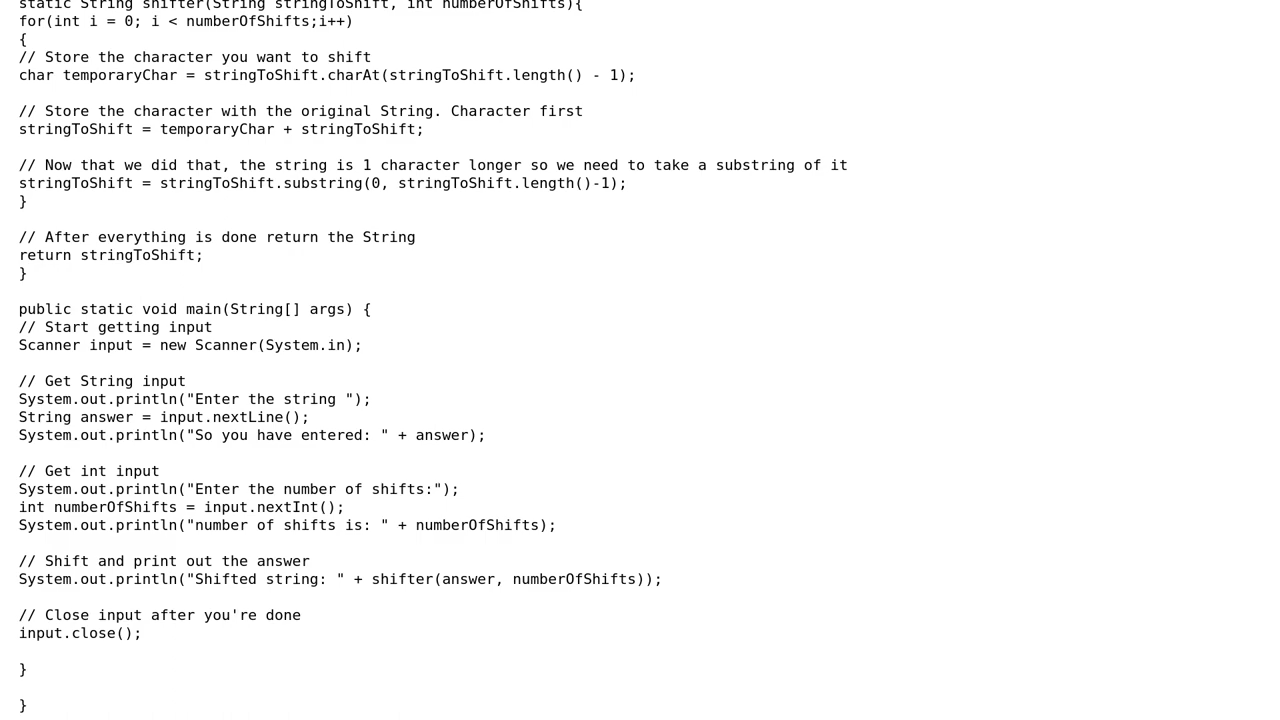 static String shifter(String stringToShift, int numberOfShifts){
for(int i = 0; i < numberOfShifts;i++)
{
// Store the character you want to shift
char temporaryChar = stringToShift.charAt(stringToShift.length() - 1);
// Store the character with the original String. Character first
stringToShift = temporaryChar + stringToShift;
// Now that we did that, the string is 1 character longer so we need to take a substring of it
stringToShift = stringToShift.substring(0, stringToShift.length()-1);
}
// After everything is done return the String
return stringToShift;
}
public static void main(String[] args) {
// Start getting input
Scanner input = new Scanner(System.in);
// Get String input
System.out.println("Enter the string ");
String answer = input.nextLine();
System.out.println("So you have entered: " + answer);
// Get int input
System.out.println("Enter the number of shifts:");
int numberOfShifts = input.nextInt();
System.out.println("number of shifts is: " + numberOfShifts);
// Shift and print out the answer
System.out.println("Shifted string: " + shifter(answer, numberOfShifts));
// Close input after you're done
input.close();
}
}